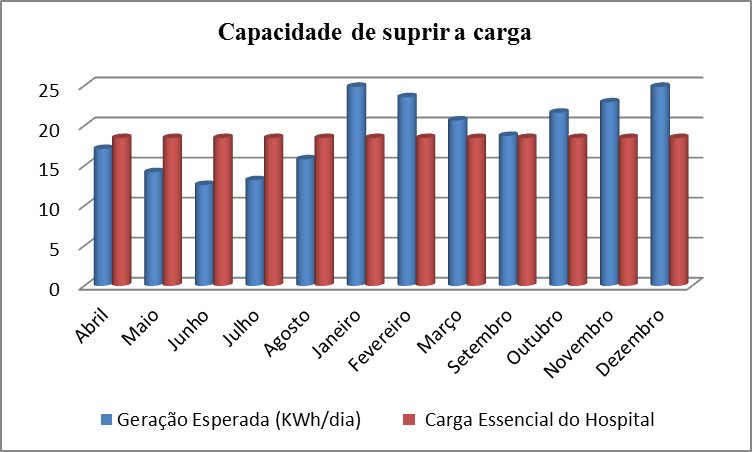 Capacidade de suprir a carga
25
20
15
10
5
0
Abril
Maio
Junho
Julho
Agosto
Janeiro
Fevereiro
Março
Setembro
Outubro
Novembro
Dezembro
Geração Esperada (KWh/dia)
Carga Essencial do Hospital